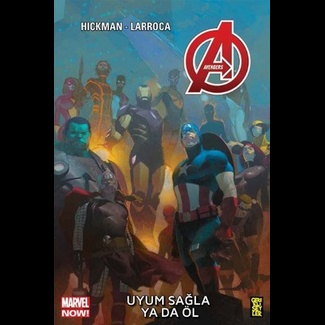 HICKMAN · LARROCA
AVENGERS
UYUM SAĞLA
YA DA ÖL
MARVEL
NOW!